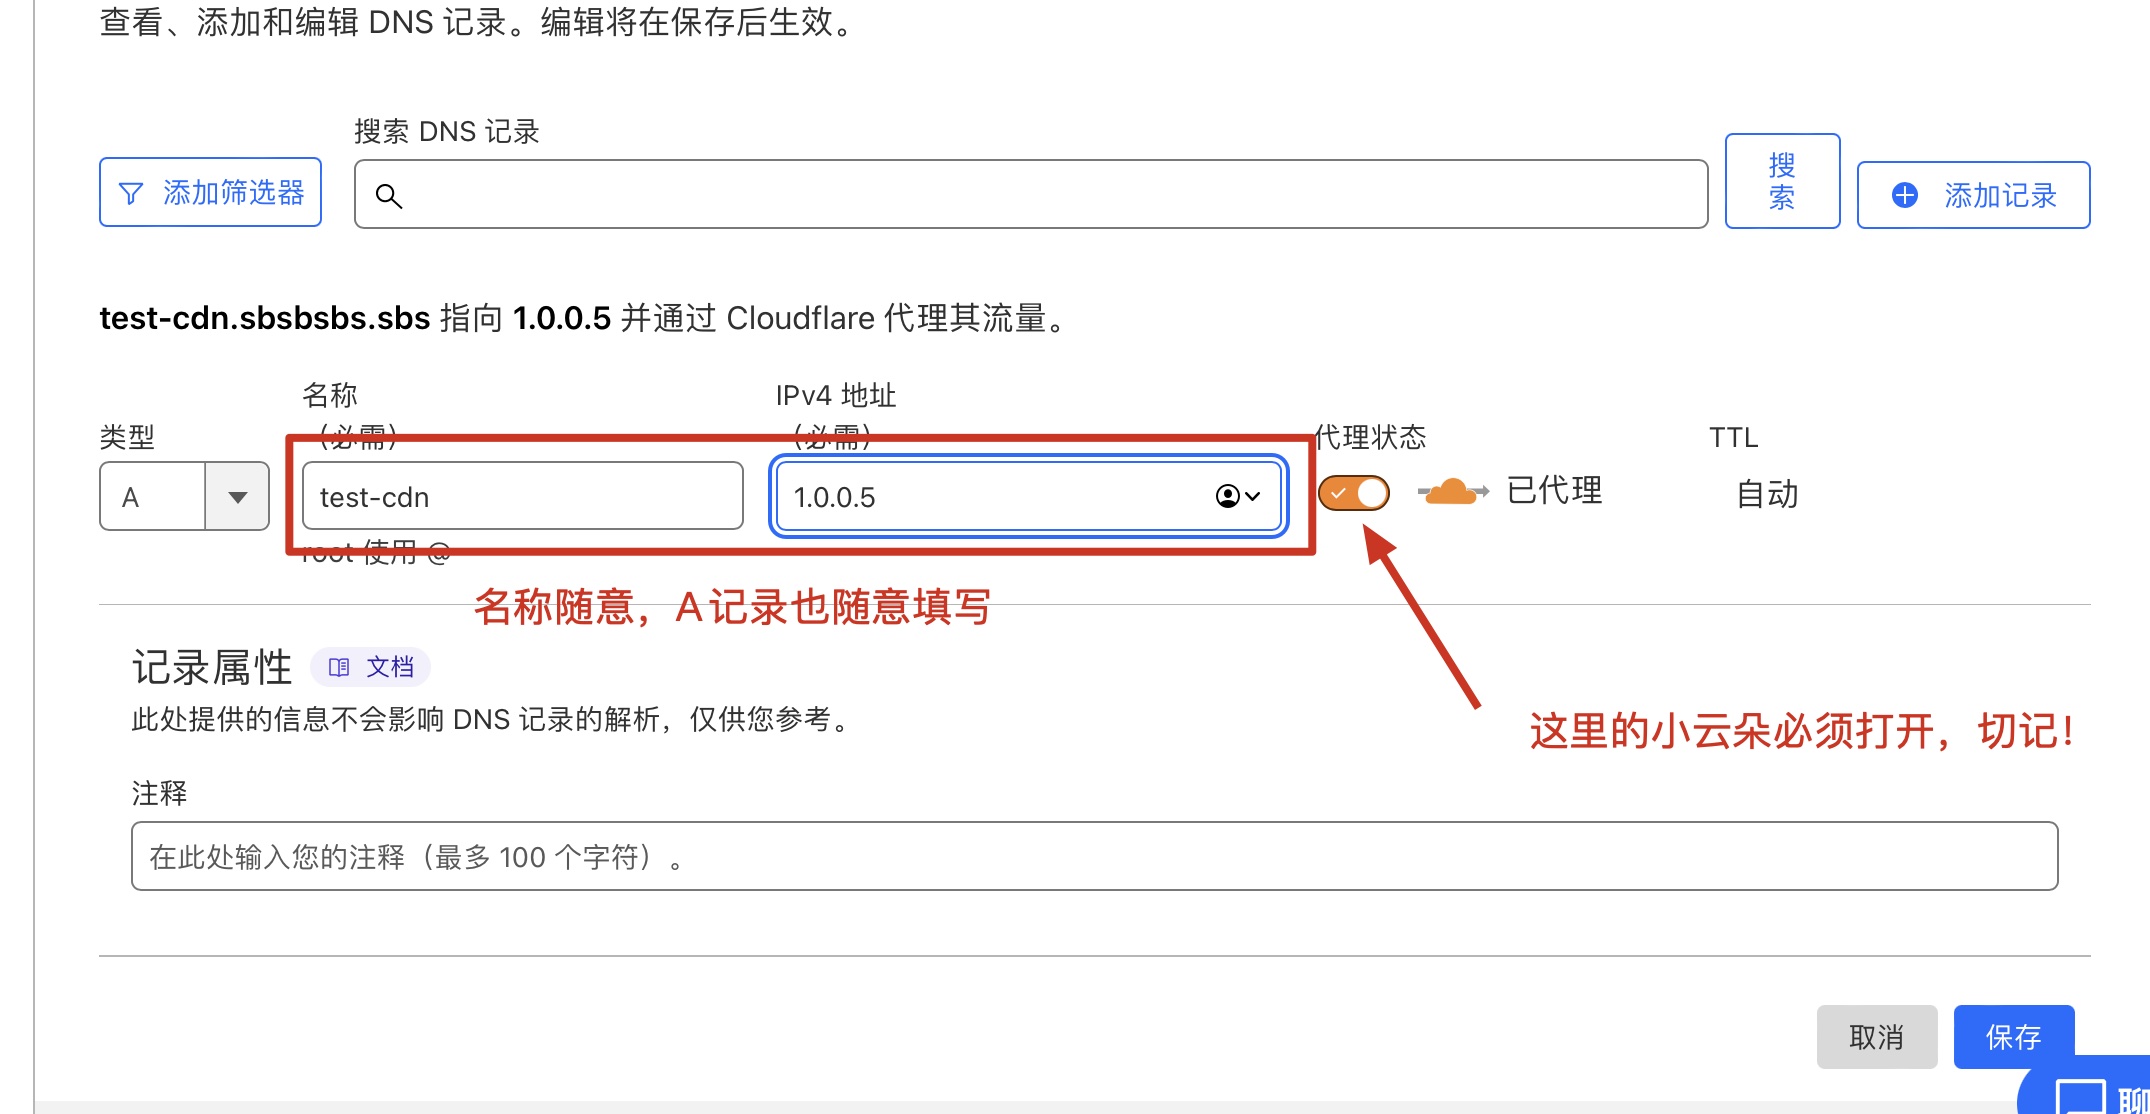 查看、添加和编辑 DNS 记录。编辑将在保存后生效。
搜索 DNS 记录
添加筛选器
搜索
添加记录
test-cdn.sbsbsbs.sbs 指向 1.0.0.5 并通过 Cloudflare 代理其流量。
类型
名称
（必需）
IPv4 地址
（必需）
代理状态
TTL
A
test-cdn
1.0.0.5
已代理
自动
root 使用 @
名称随意，A 记录也随意填写
记录属性
文档
此处提供的信息不会影响 DNS 记录的解析，仅供您参考。
这里的小云朵必须打开，切记！
注释
在此处输入您的注释（最多 100 个字符）。
取消
保存
聊